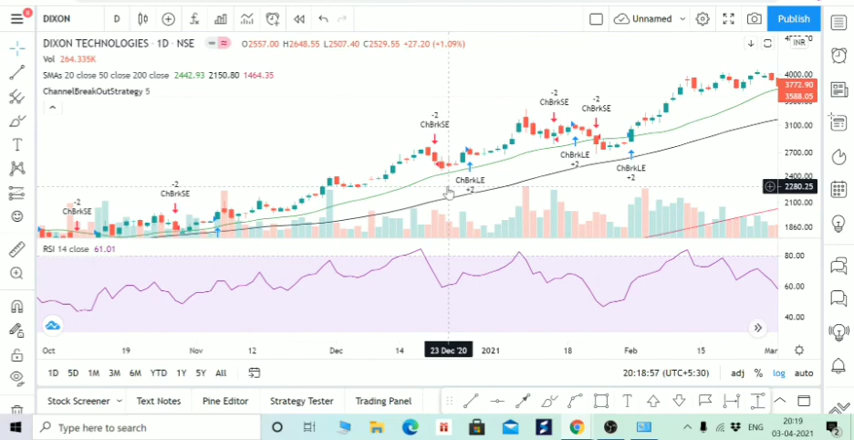 DIXON D Unnamed Publish
DIXON TECHNOLOGIES · 1D · NSE O2557.00 H2648.55 L2507.40 C2529.55 +27.20 (+1.09%) INR
Vol 264.335K
SMAs 20 close 50 close 200 close 2442.93 2150.80 1464.35
ChannelBreakOutStrategy 5
4000.00
3772.90
3588.05
3100.00
2700.00
2400.00
2280.25
2100.00
1860.00
-2
ChBrkSE
-2
ChBrkSE
-2
ChBrkSE
ChBrkLE
+2
-2
ChBrkSE
-2
ChBrkSE
ChBrkLE
+2
ChBrkLE
-2
RSI 14 close 61.01
80.00
60.00
40.00
Oct 19 Nov 12 Dec 14 23 Dec '20 2021 18 Feb 15 Mar
1D 5D 1M 3M 6M YTD 1Y 5Y All 20:18:57 (UTC+5:30) adj % log auto
Stock Screener Text Notes Pine Editor Strategy Tester Trading Panel
Type here to search ENG 20:19
03-04-2021 2